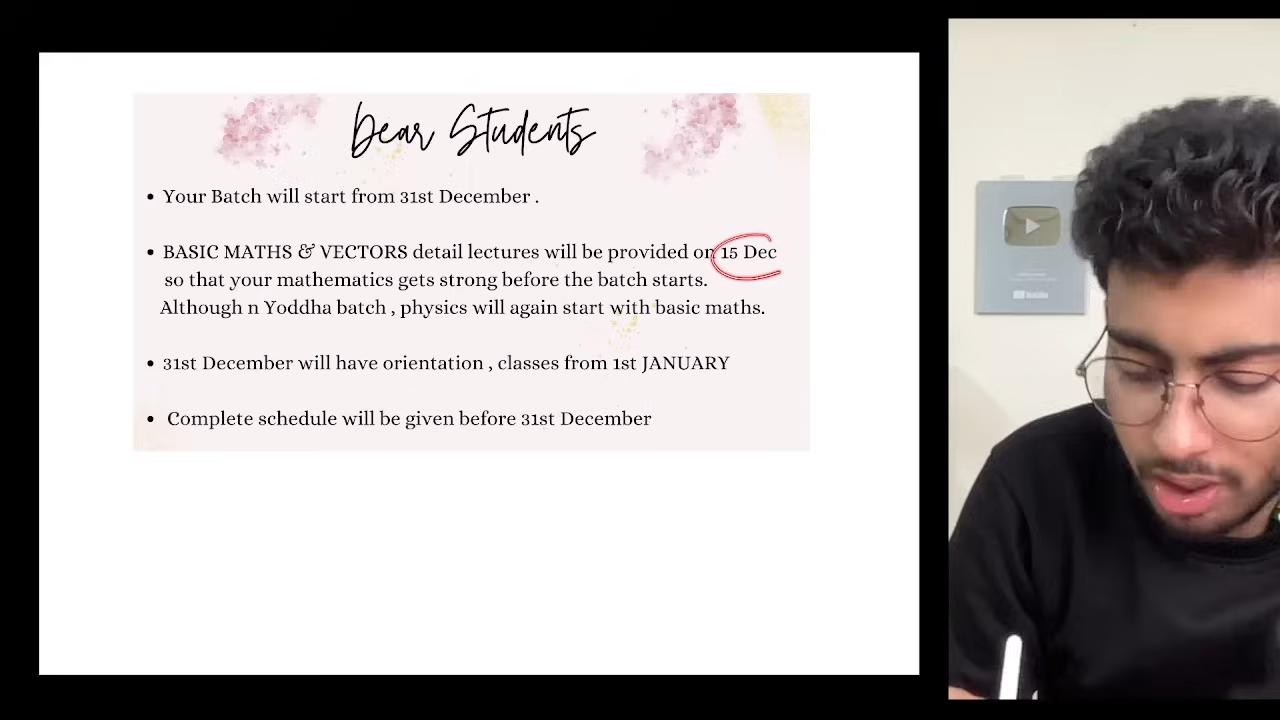 Dear Students
• Your Batch will start from 31st December .
• BASIC MATHS & VECTORS detail lectures will be provided on 15 Dec
so that your mathematics gets strong before the batch starts.
Although n Yoddha batch , physics will again start with basic maths.
• 31st December will have orientation , classes from 1st JANUARY
• Complete schedule will be given before 31st December